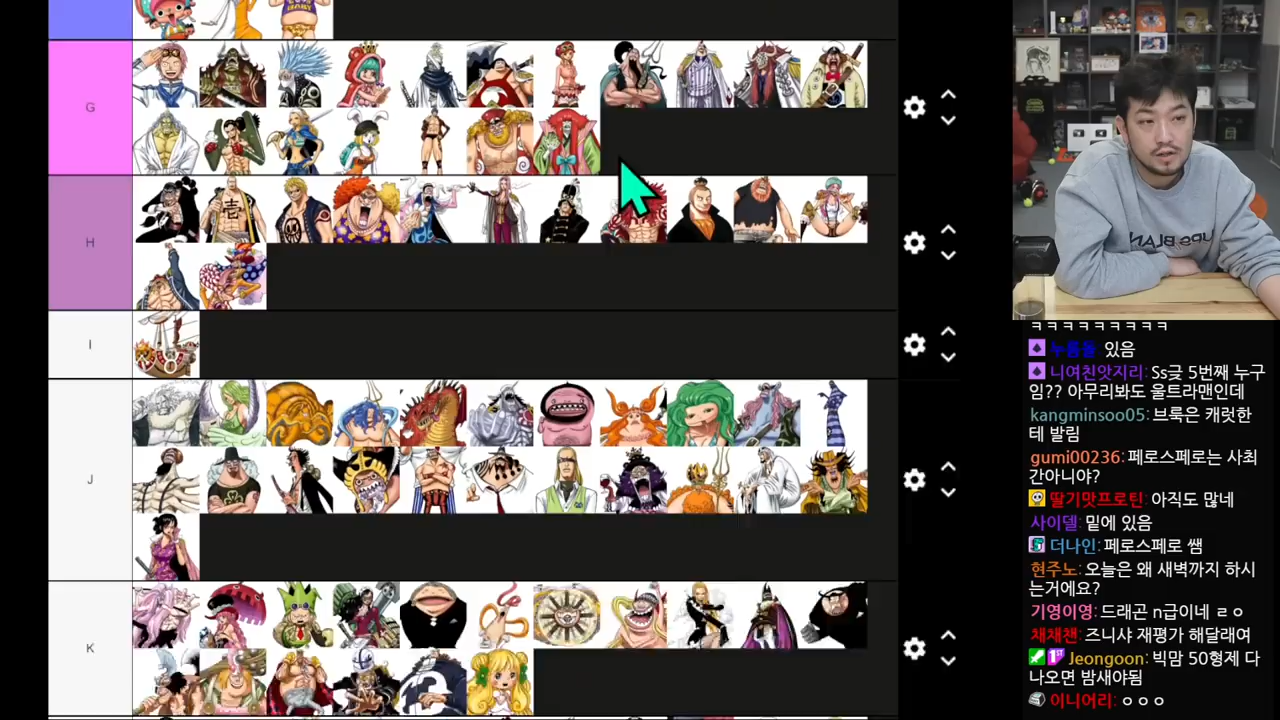 G
H
I
J
K
壱
ㅋㅋㅋㅋㅋㅋㅋㅋㅋ
누룸돌: 있음
니여친앗지리: Ss긎 5번째 누구
임?? 아무리봐도 울트라맨인데
kangminsoo05: 브룩은 캐럿한
테 발림
gumi00236: 페로스페로는 사최
간아니야?
딸기맛프로틴: 아직도 많네
사이델: 밑에 있음
더나인: 페로스페로 쌤
현주노: 오늘은 왜 새벽까지 하시
는거에요?
기영이영: 드래곤 n급이네 ㄹㅇ
채채챈: 즈니샤 재평가 해달래여
Jeongoon: 빅맘 50형제 다
나오면 밤새야됨
이니어리: ㅇㅇㅇ